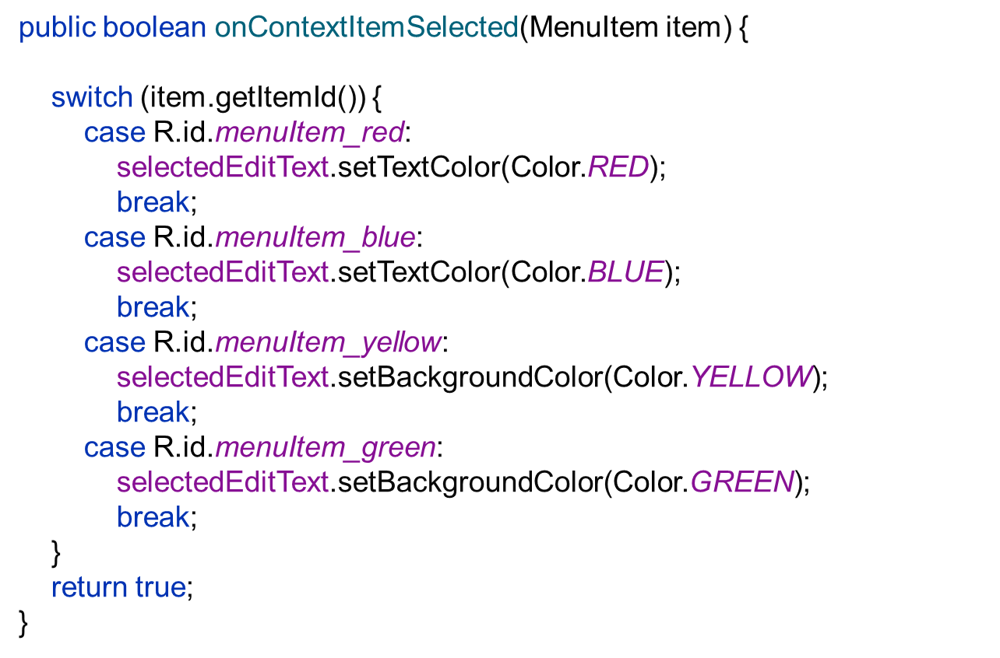 public boolean onContextItemSelected(MenuItem item) {
switch (item.getItemId()) {
case R.id.menuItem_red:
selectedEditText.setTextColor(Color.RED);
break;
case R.id.menuItem_blue:
selectedEditText.setTextColor(Color.BLUE);
break;
case R.id.menuItem_yellow:
selectedEditText.setBackgroundColor(Color.YELLOW);
break;
case R.id.menuItem_green:
selectedEditText.setBackgroundColor(Color.GREEN);
break;
}
return true;
}